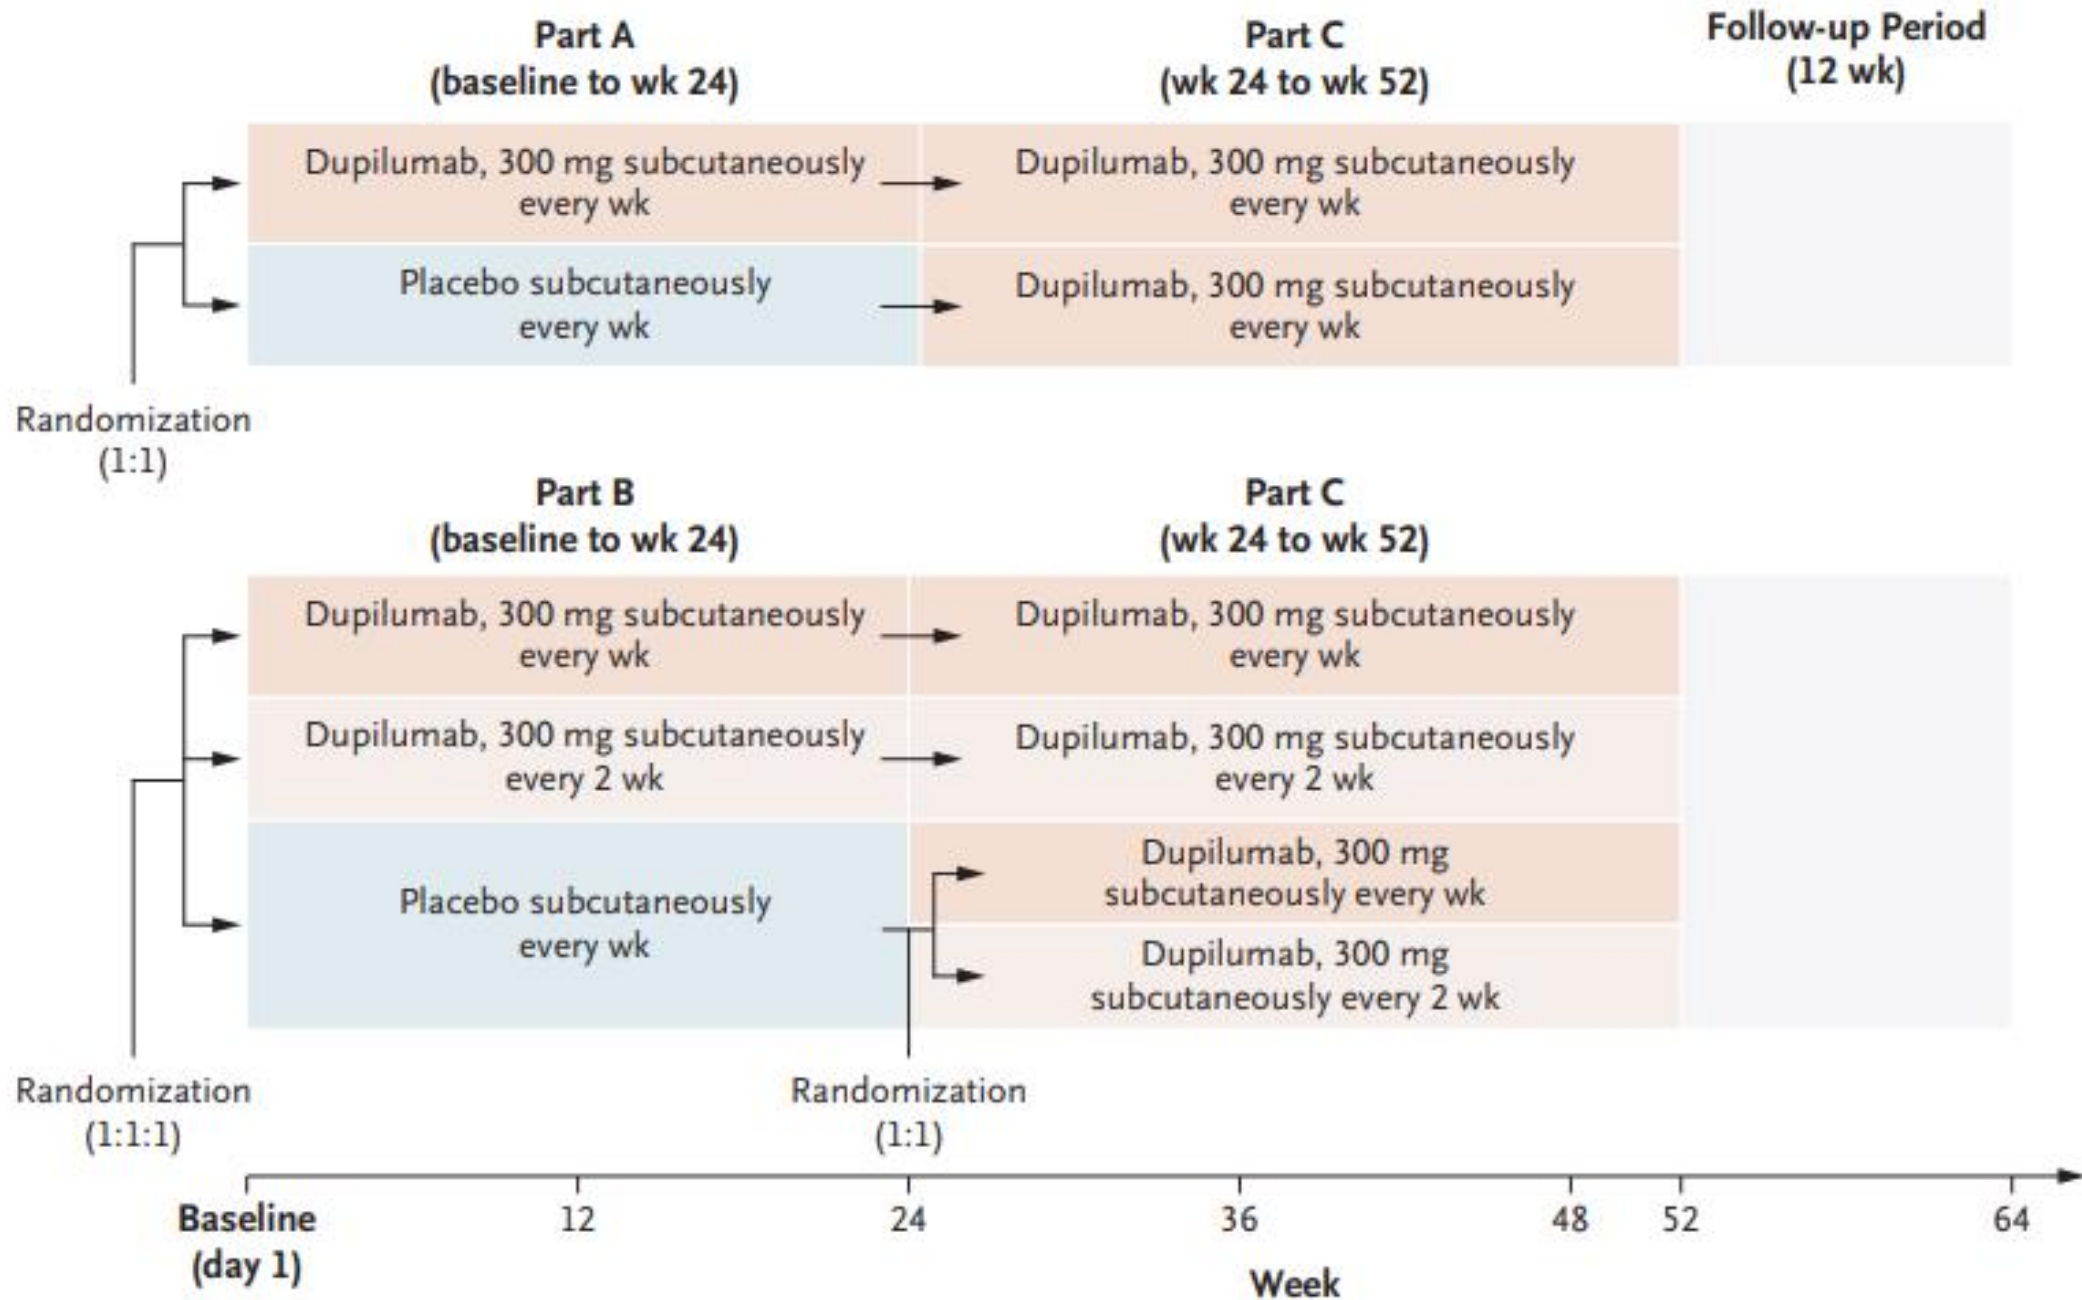 Part A
(baseline to wk 24)
Part C
(wk 24 to wk 52)
Follow-up Period
(12 wk)
Dupilumab, 300 mg subcutaneously
every wk
Dupilumab, 300 mg subcutaneously
every wk
Placebo subcutaneously
every wk
Dupilumab, 300 mg subcutaneously
every wk
Randomization
(1:1)
Part B
(baseline to wk 24)
Part C
(wk 24 to wk 52)
Dupilumab, 300 mg subcutaneously
every wk
Dupilumab, 300 mg subcutaneously
every wk
Dupilumab, 300 mg subcutaneously
every 2 wk
Dupilumab, 300 mg subcutaneously
every 2 wk
Placebo subcutaneously
every wk
Dupilumab, 300 mg
subcutaneously every wk
Dupilumab, 300 mg
subcutaneously every 2 wk
Randomization
(1:1:1)
Randomization
(1:1)
Baseline
(day 1)
12
24
36
48
52
64
Week